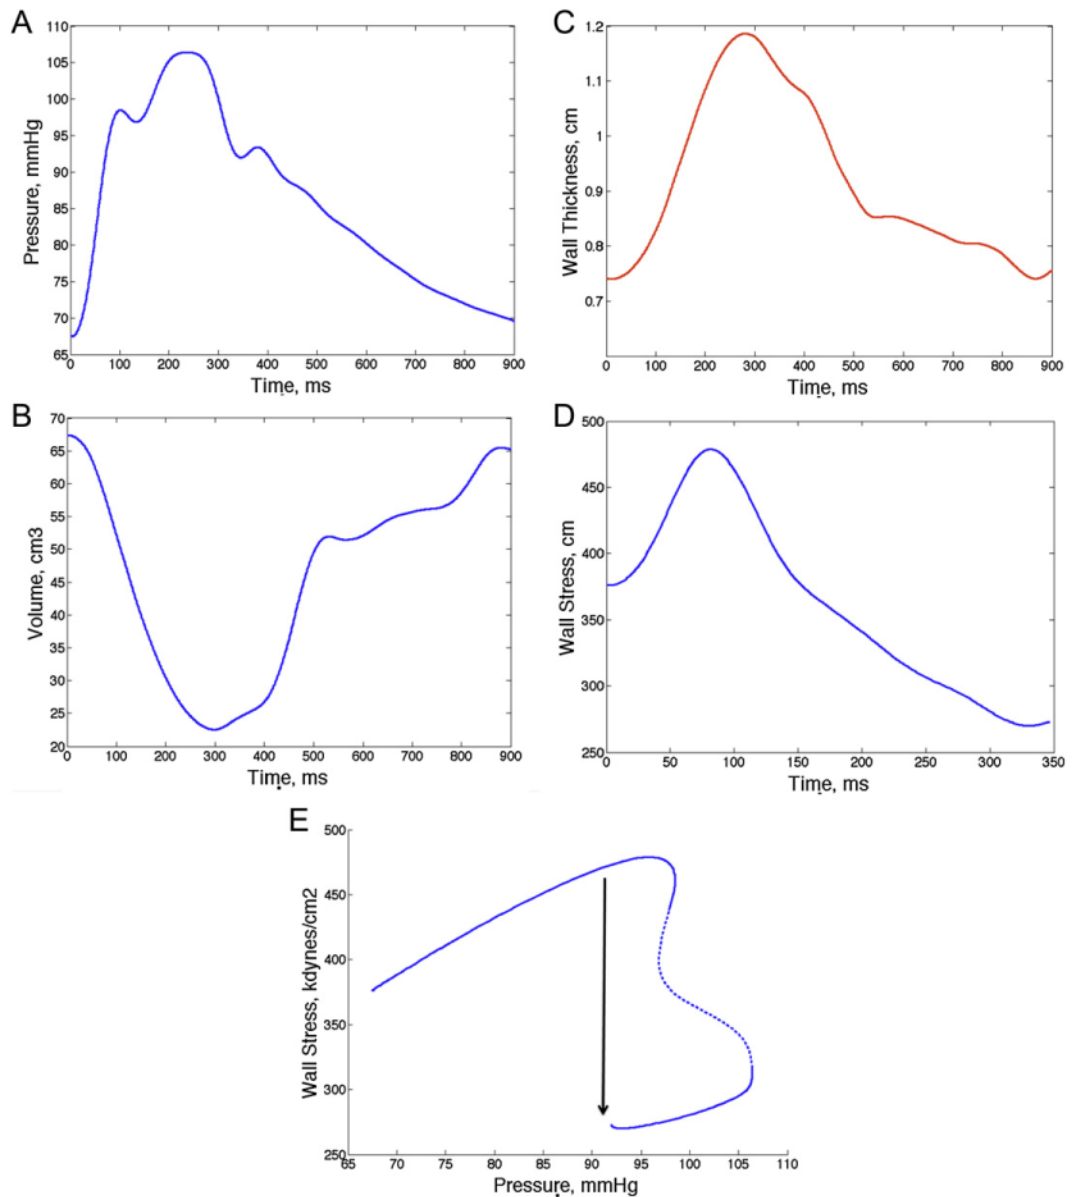 A
110
105
100
95
90
85
80
75
70
65
Pressure, mmHg
0 100 200 300 400 500 600 700 800 900
Time, ms
C
1.2
1.1
1
0.9
0.8
0.7
Wall Thickness, cm
0 100 200 300 400 500 600 700 800 900
Time, ms
B
70
65
60
55
50
45
40
35
30
25
20
Volume, cm3
0 100 200 300 400 500 600 700 800 900
Time, ms
D
500
450
400
350
300
250
Wall Stress, cm
0 50 100 150 200 250 300 350
Time, ms
E
500
450
400
350
300
250
Wall Stress, kdynes/cm2
65 70 75 80 85 90 95 100 105 110
Pressure, mmHg